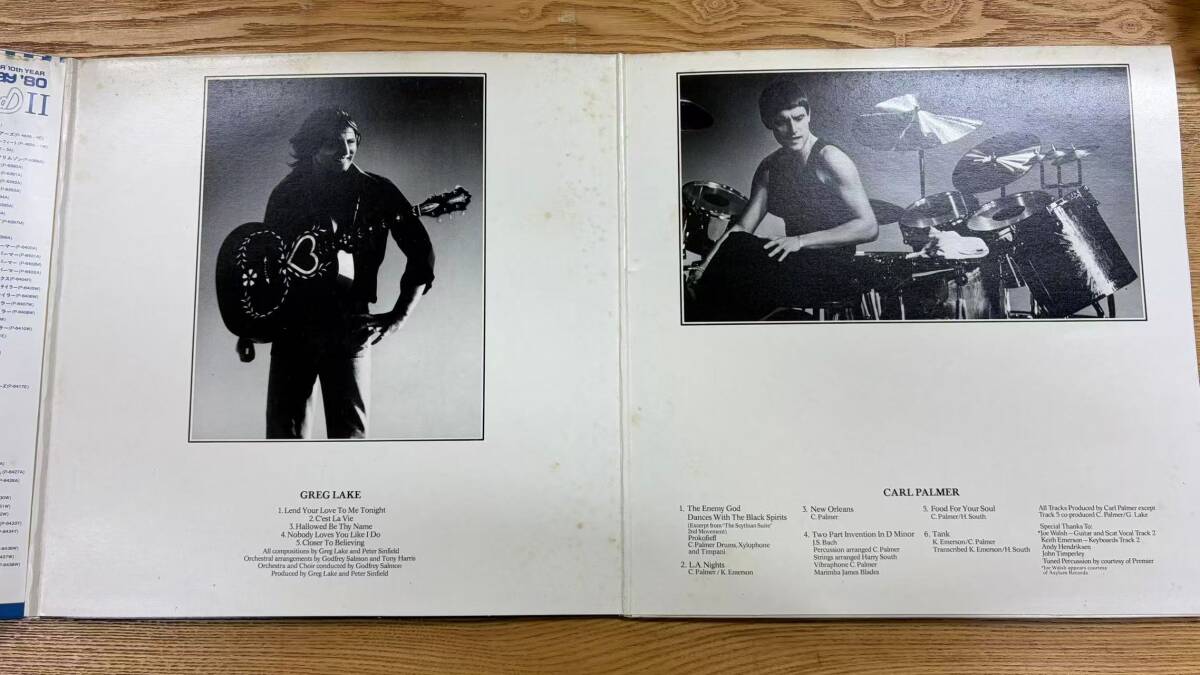 R 10th YEAR
II
アーズ(P-4656~8E)
GREG LAKE
1. Lend Your Love To Me Tonight
2. C'est La Vie
3. Hallowed Be Thy Name
4. Nobody Loves You Like I Do
5. Closer To Believing
All compositions by Greg Lake and Peter Sinfield
Orchestral arrangements by Godfrey Salmon and Tony Harris
Orchestra and Choir conducted by Godfrey Salmon
Produced by Greg Lake and Peter Sinfield
CARL PALMER
1. The Enemy God
Dances With The Black Spirits
(Excerpt from "The Scythian Suite"
2nd Movement)
Prokofieff
C. Palmer Drums, Xylophone
and Timpani
2. L.A. Nights
C. Palmer / K. Emerson
3. New Orleans
C. Palmer
4. Two Part Invention In D Minor
J.S. Bach
Percussion arranged C. Palmer
Strings arranged Harry South
Vibraphone C. Palmer
Marimba James Blades
5. Food For Your Soul
C. Palmer/H. South
6. Tank
K. Emerson/C. Palmer
Transcribed K. Emerson/H. South
All Tracks Produced by Carl Palmer except
Track 5 co-produced C. Palmer/G. Lake
Special Thanks To:
*Joe Walsh – Guitar and Scat Vocal Track 2
Keith Emerson – Keyboards Track 2
Andy Hendriksen
John Timperley
Tuned Percussion by courtesy of Premier
*Joe Walsh appears courtesy
of Asylum Records